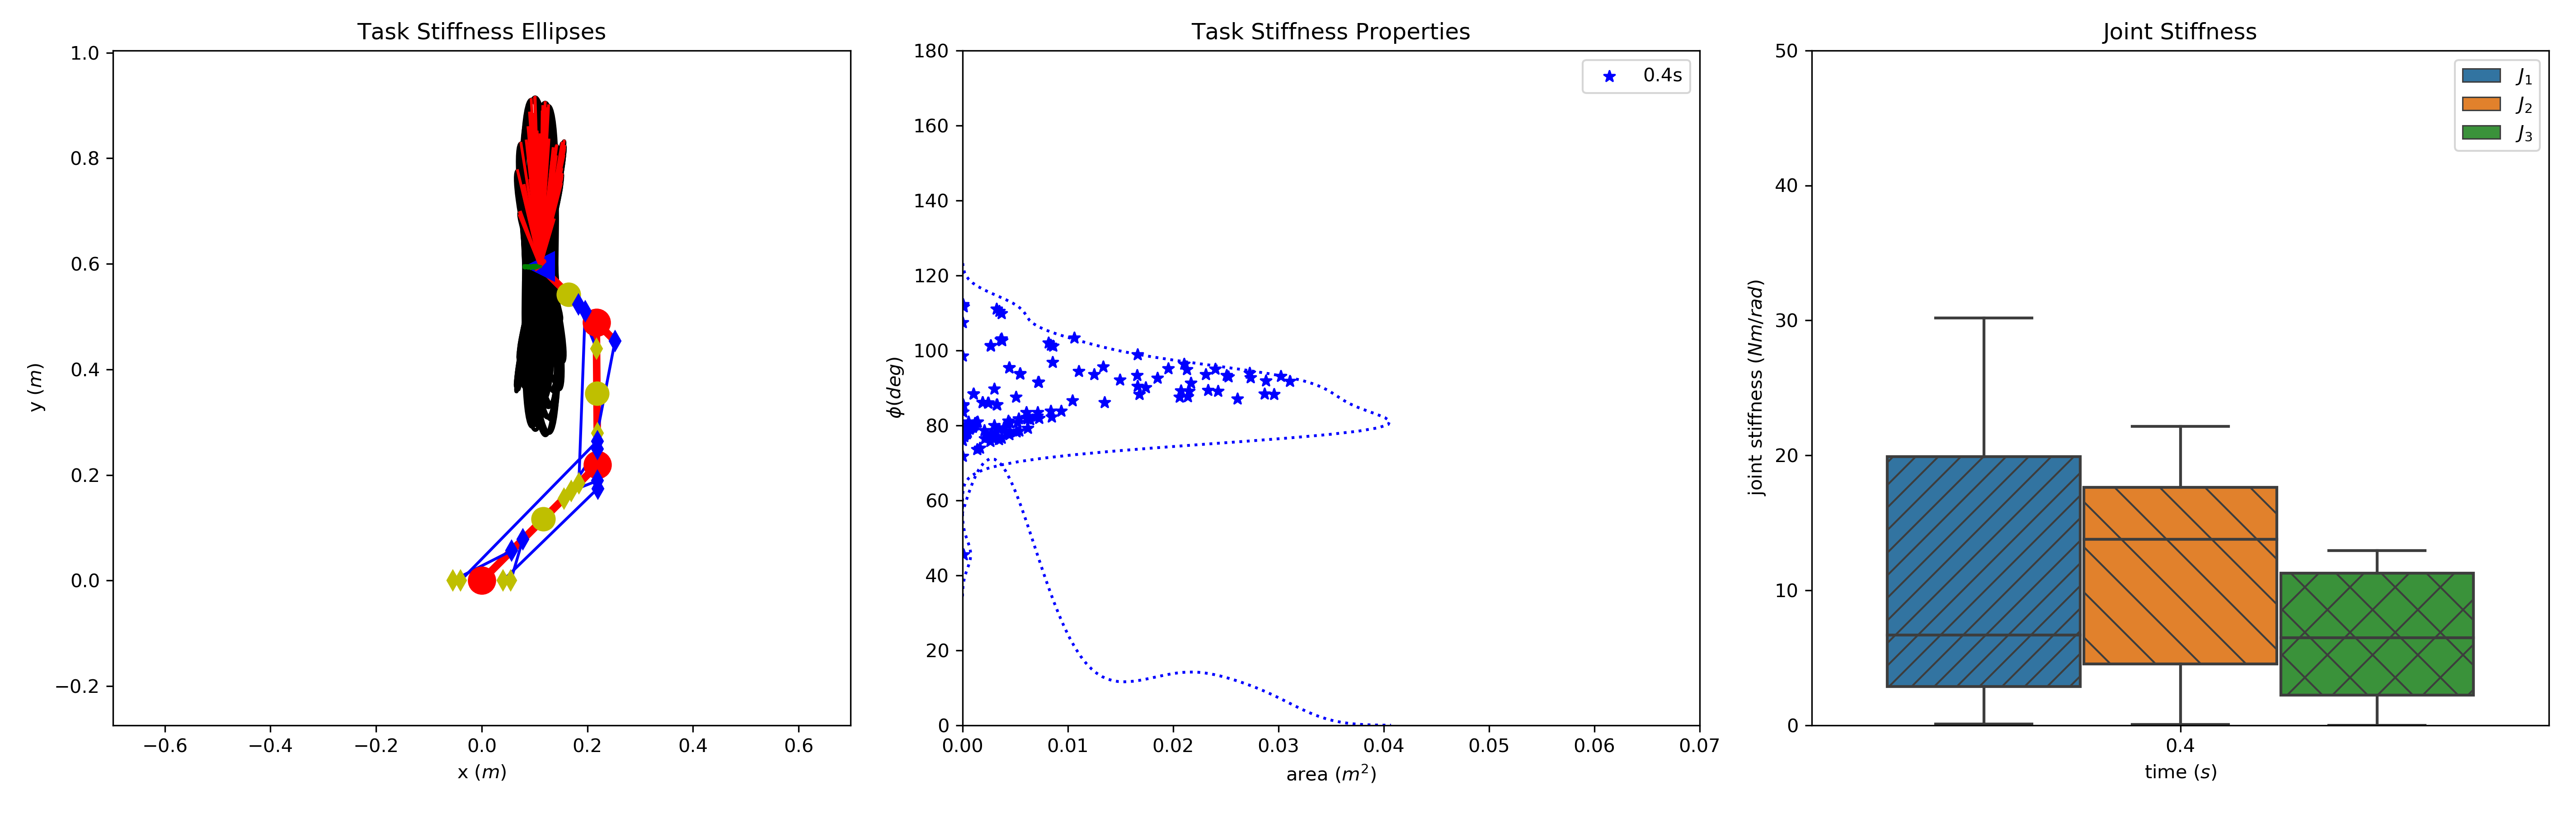 Task Stiffness Ellipses
1.0
0.8
0.6
0.4
0.2
0.0
−0.2
y (m)
−0.6 −0.4 −0.2 0.0 0.2 0.4 0.6
x (m)
Task Stiffness Properties
0.4s
180
160
140
120
100
80
60
40
20
0
ϕ(deg)
0.00 0.01 0.02 0.03 0.04 0.05 0.06 0.07
area (m²)
Joint Stiffness
J₁
J₂
J₃
50
40
30
20
10
0
joint stiffness (Nm/rad)
0.4
time (s)